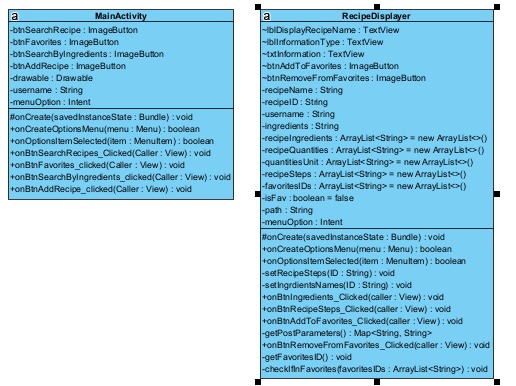 a
MainActivity
-btnSearchRecipe : ImageButton
-btnFavorites : ImageButton
-btnSearchByIngredients : ImageButton
-btnAddRecipe : ImageButton
-drawable : Drawable
-username : String
-menuOption : Intent
#onCreate(savedInstanceState : Bundle) : void
+onCreateOptionsMenu(menu : Menu) : boolean
+onOptionsItemSelected(item : MenuItem) : boolean
+onBtnSearchRecipes_Clicked(Caller : View) : void
+onBtnFavorites_clicked(Caller : View) : void
+onBtnSearchByIngredients_clicked(Caller : View) : void
+onBtnAddRecipe_clicked(Caller : View) : void
a
RecipeDisplayer
~lblDisplayRecipeName : TextView
~lblInformationType : TextView
~txtInformation : TextView
~btnAddToFavorites : ImageButton
~btnRemoveFromFavorites : ImageButton
-recipeName : String
-recipeID : String
-username : String
-ingredients : String
-recipeIngredients : ArrayList<String> = new ArrayList<>()
-recipeQuantities : ArrayList<String> = new ArrayList<>()
-quantitiesUnit : ArrayList<String> = new ArrayList<>()
-recipeSteps : ArrayList<String> = new ArrayList<>()
-favoritesIDs : ArrayList<String> = new ArrayList<>()
-isFav : boolean = false
-path : String
-menuOption : Intent
#onCreate(savedInstanceState : Bundle) : void
+onCreateOptionsMenu(menu : Menu) : boolean
+onOptionsItemSelected(item : MenuItem) : boolean
-setRecipeSteps(ID : String) : void
-setIngrdientsNames(ID : String) : void
+onBtnIngredients_Clicked(caller : View) : void
+onBtnRecipeSteps_Clicked(caller : View) : void
+onBtnAddToFavorites_Clicked(caller : View) : void
-getPostParameters() : Map<String, String>
+onBtnRemoveFromFavorites_Clicked(caller : View) : void
-getFavoritesID() : void
-checkIfInFavorites(favoritesIDs : ArrayList<String>) : void